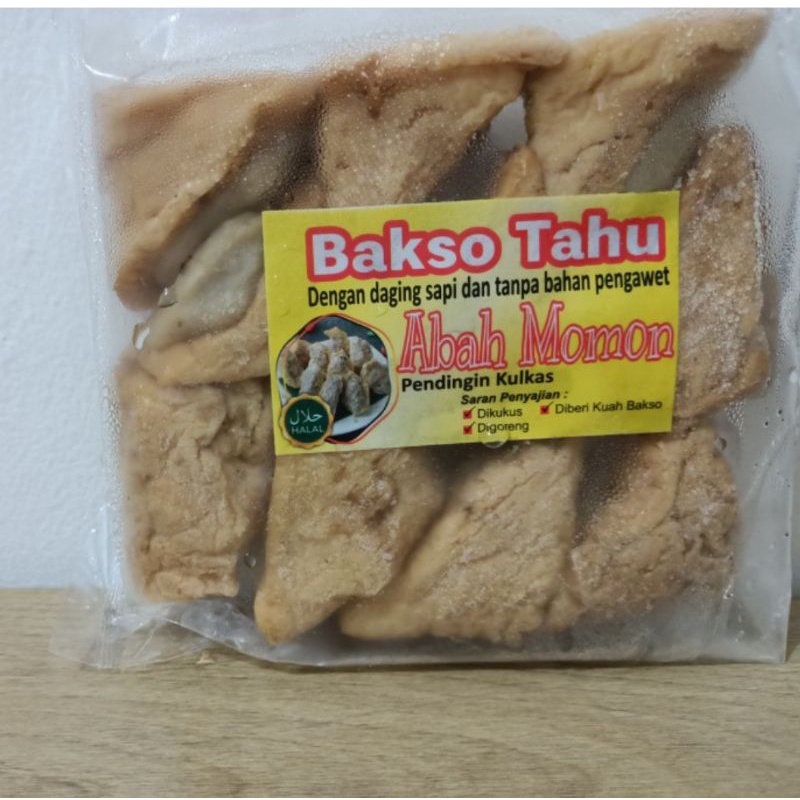 Bakso Tahu
Dengan daging sapi dan tanpa bahan pengawet
Abah Momon
Pendingin Kulkas
Saran Penyajian :
Dikukus Diberi Kuah Bakso
Digoreng
حلال
HALAL